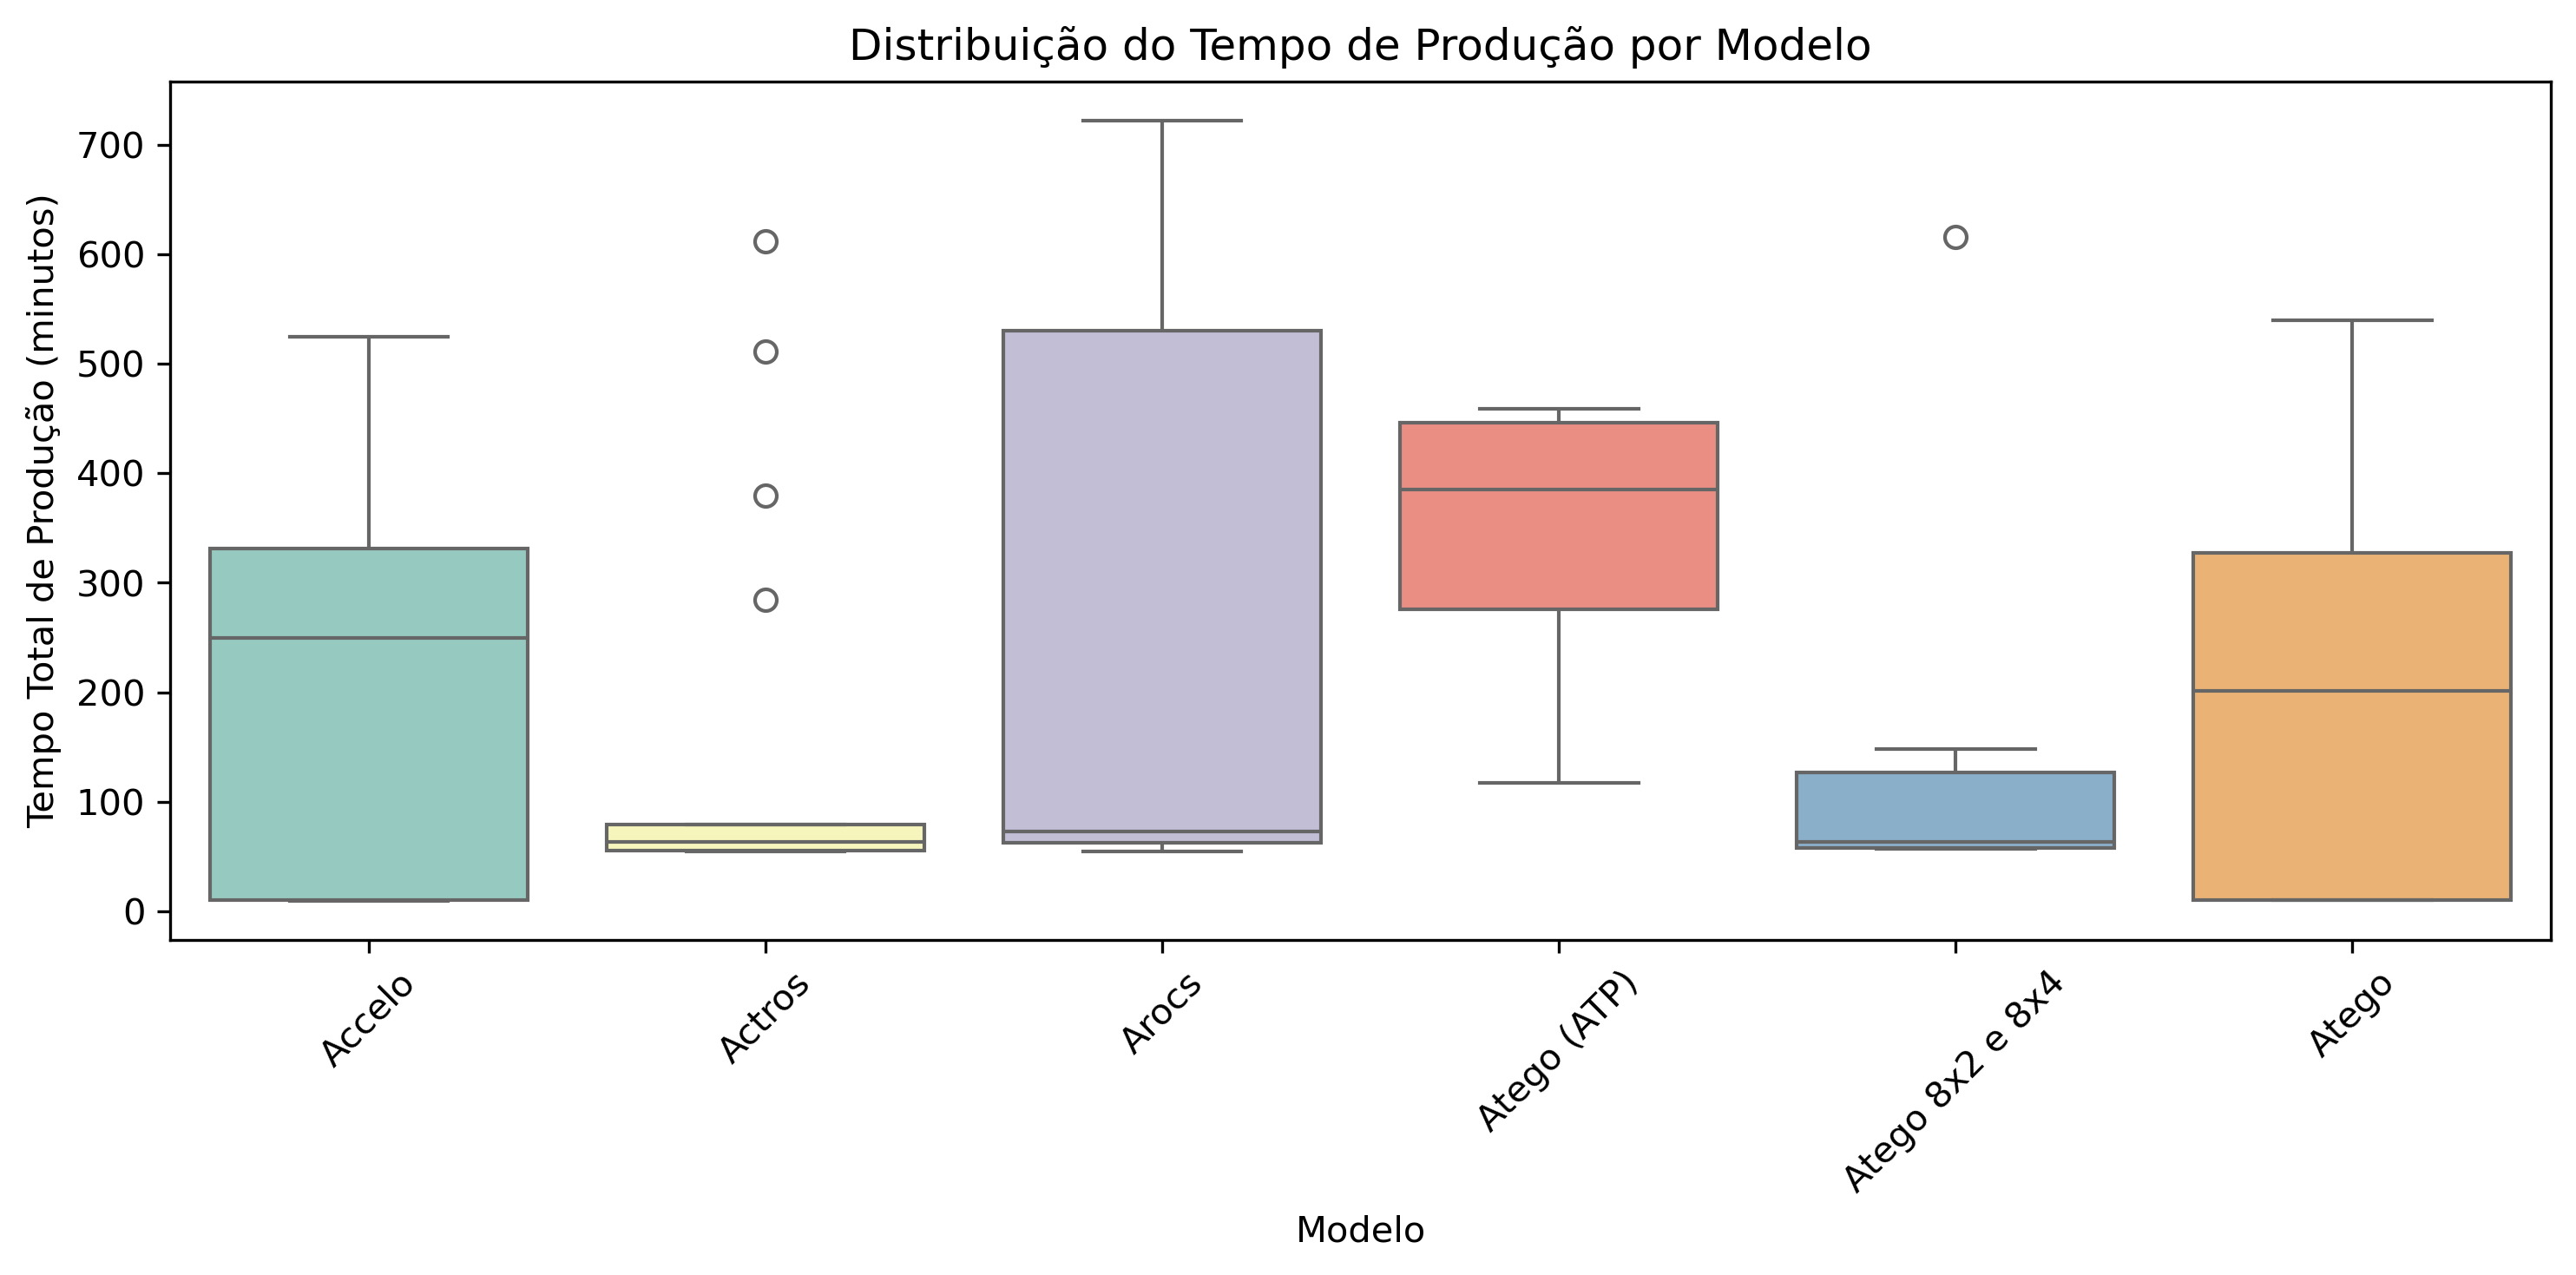 Distribuição do Tempo de Produção por Modelo
Tempo Total de Produção (minutos)
700
600
500
400
300
200
100
0
Accelo
Actros
Arocs
Atego (ATP)
Atego 8x2 e 8x4
Atego
Modelo